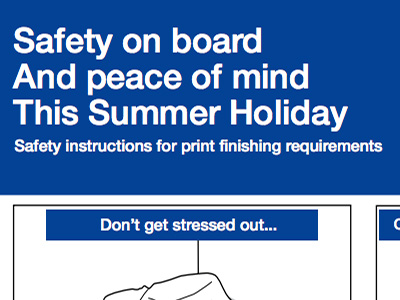 Safety on board
And peace of mind
This Summer Holiday
Safety instructions for print finishing requirements
Don't get stressed out...